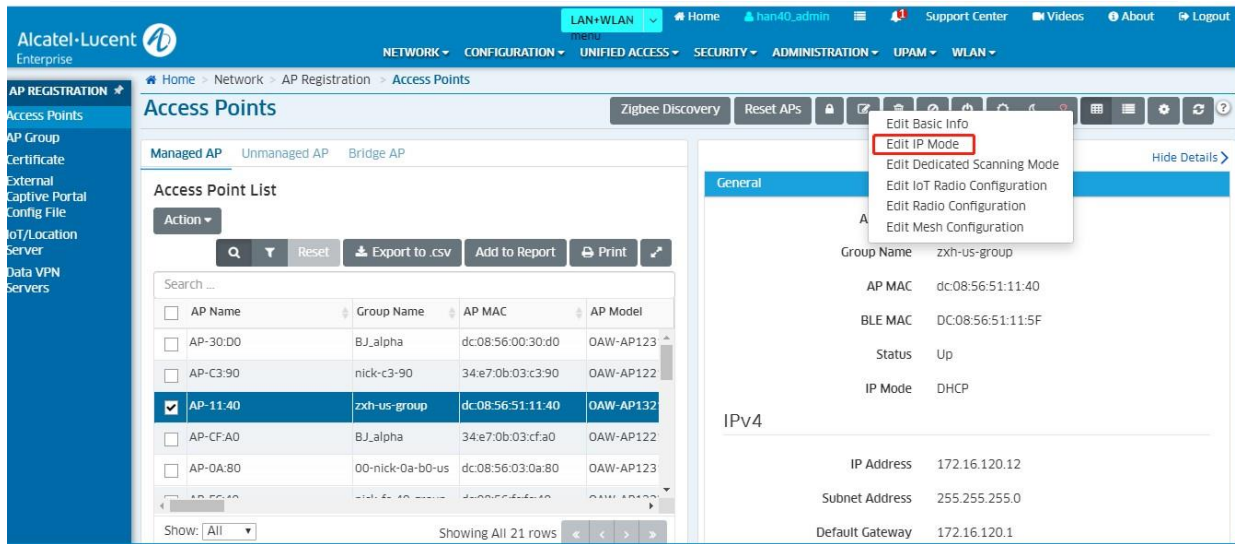 LAN+WLAN
Home
han40_admin
Support Center
Videos
About
Logout
menu
Alcatel•Lucent
Enterprise
NETWORK
CONFIGURATION
UNIFIED ACCESS
SECURITY
ADMINISTRATION
UPAM
WLAN
AP REGISTRATION
Access Points
AP Group
Certificate
External
Captive Portal
Config File
IoT/Location
Server
Data VPN
Servers
Home > Network > AP Registration > Access Points
Access Points
Zigbee Discovery
Reset APs
Edit Basic Info
Edit IP Mode
Edit Dedicated Scanning Mode
Edit IoT Radio Configuration
Edit Radio Configuration
Edit Mesh Configuration
Managed AP
Unmanaged AP
Bridge AP
Hide Details
Access Point List
Action
Reset
Export to .csv
Add to Report
Print
Search ...
AP Name Group Name AP MAC AP Model
AP-30:D0 BJ_alpha dc:08:56:00:30:d0 OAW-AP123
AP-C3:90 nick-c3-90 34:e7:0b:03:c3:90 OAW-AP122
AP-11:40 zxh-us-group dc:08:56:51:11:40 OAW-AP132
AP-CF:A0 BJ_alpha 34:e7:0b:03:cf:a0 OAW-AP122
AP-0A:80 00-nick-0a-b0-us dc:08:56:03:0a:80 OAW-AP123
Show: All
Showing All 21 rows
General
A
Group Name zxh-us-group
AP MAC dc:08:56:51:11:40
BLE MAC DC:08:56:51:11:5F
Status Up
IP Mode DHCP
IPv4
IP Address 172.16.120.12
Subnet Address 255.255.255.0
Default Gateway 172.16.120.1